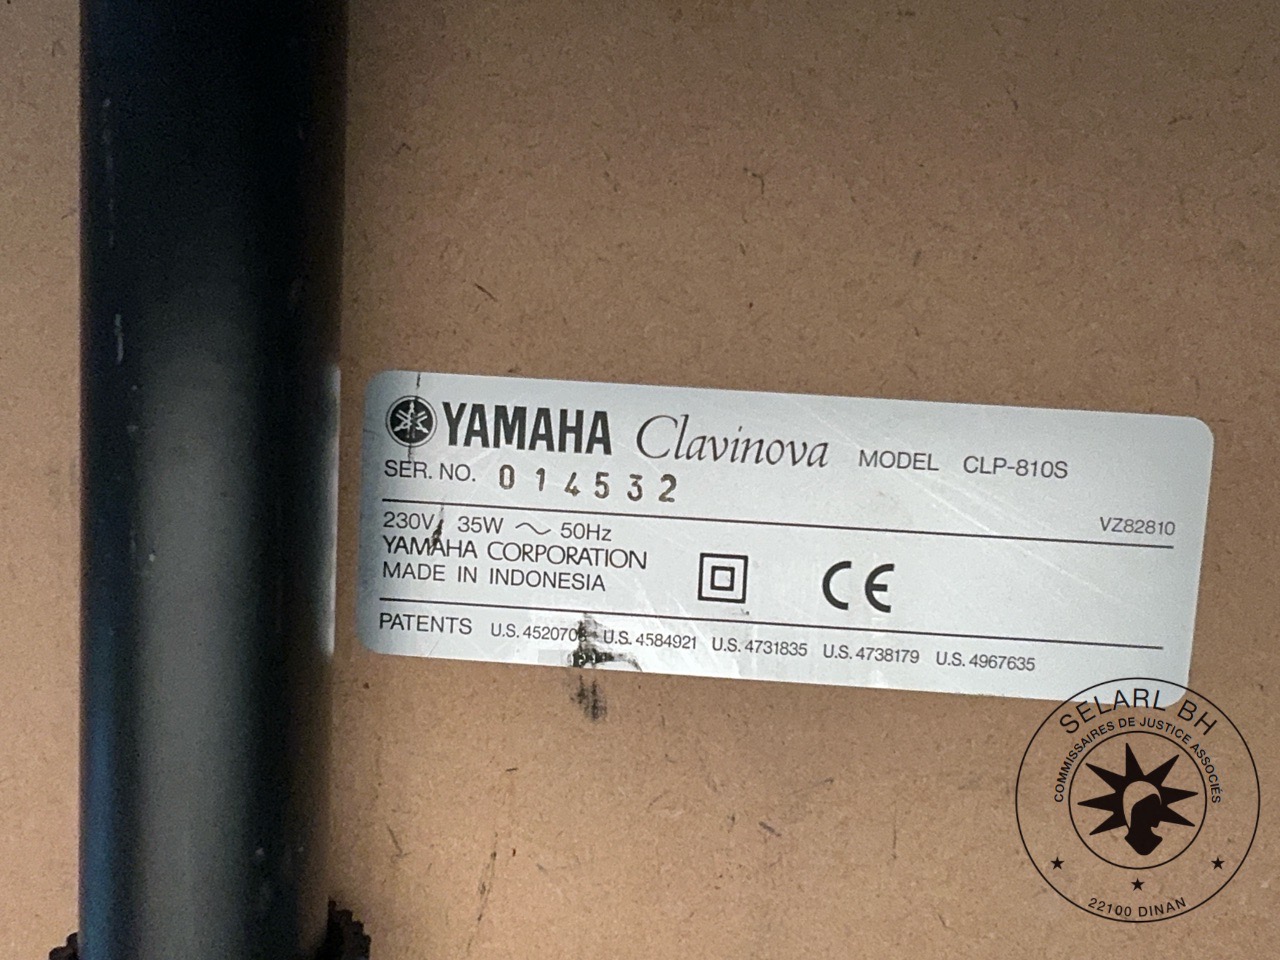 YAMAHA Clavinova MODEL CLP-810S
SER. NO. 014532
VZ82810
230V 35W ～ 50Hz
YAMAHA CORPORATION
MADE IN INDONESIA
CE
PATENTS U.S. 4520708 U.S. 4584921 U.S. 4731835 U.S. 4738179 U.S. 4967635
SELARL BH
COMMISSAIRES DE JUSTICE ASSOCIÉS
22100 DINAN